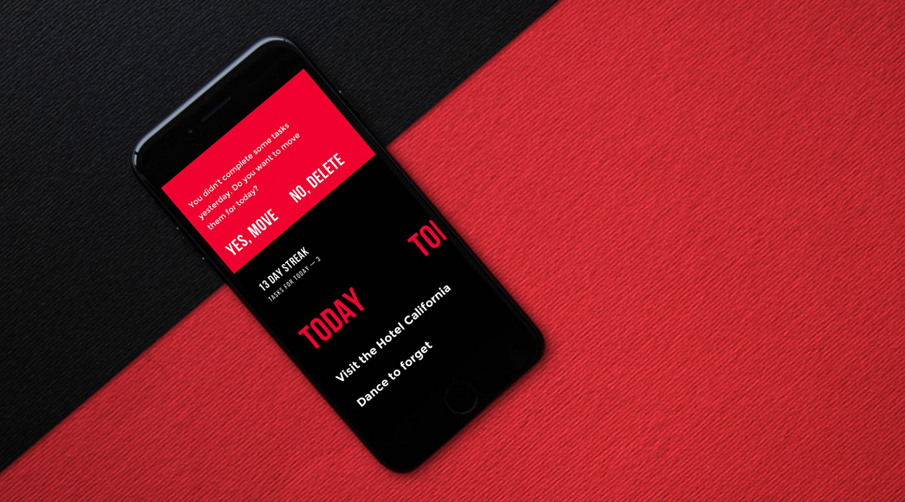 You didn't complete some tasks
yesterday. Do you want to move
them for today?
YES, MOVE NO, DELETE
13 DAY STREAK
TASKS FOR TODAY — 3
TODAY
Visit the Hotel California
Dance to forget